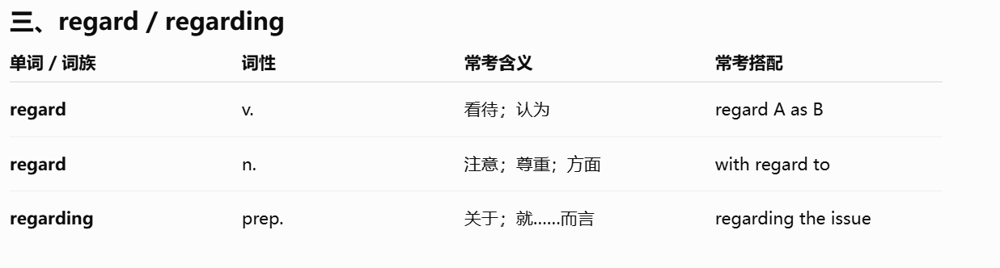 三、regard / regarding
单词 / 词族 词性 常考含义 常考搭配
regard v. 看待；认为 regard A as B
regard n. 注意；尊重；方面 with regard to
regarding prep. 关于；就……而言 regarding the issue